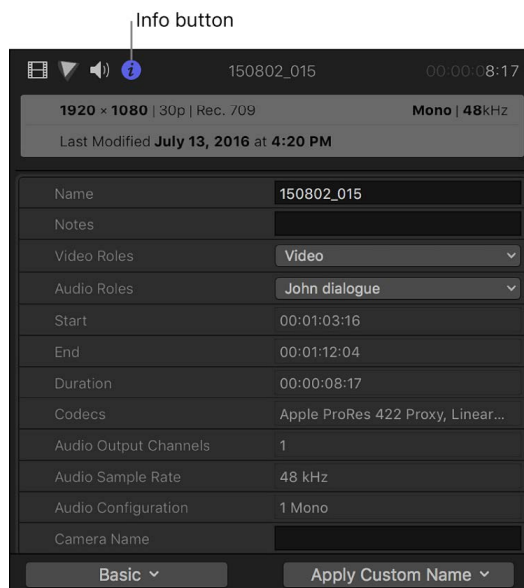 Info button
150802_015 00:00:08:17
1920 × 1080 | 30p | Rec. 709 Mono | 48kHz
Last Modified July 13, 2016 at 4:20 PM
Name 150802_015
Notes
Video Roles Video
Audio Roles John dialogue
Start 00:01:03:16
End 00:01:12:04
Duration 00:00:08:17
Codecs Apple ProRes 422 Proxy, Linear...
Audio Output Channels 1
Audio Sample Rate 48 kHz
Audio Configuration 1 Mono
Camera Name
Basic Apply Custom Name